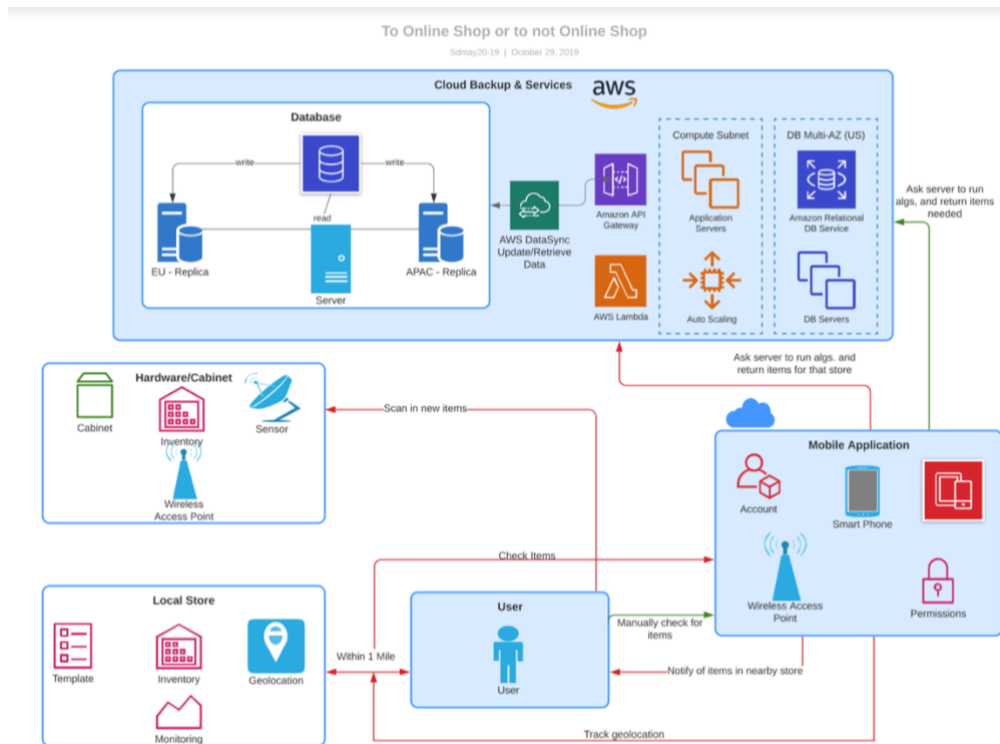 To Online Shop or to not Online Shop
Sdmay20-19 | October 29, 2019
Cloud Backup & Services
aws
Database
write
write
read
EU - Replica
APAC - Replica
Server
AWS DataSync
Update/Retrieve
Data
Amazon API
Gateway
AWS Lambda
Compute Subnet
Application
Servers
Auto Scaling
DB Multi-AZ (US)
Amazon Relational
DB Service
DB Servers
Ask server to run
algs, and return items
needed
Ask server to run algs. and
return items for that store
Hardware/Cabinet
Cabinet
Inventory
Sensor
Wireless
Access Point
Scan in new items
Mobile Application
Account
Smart Phone
Wireless Access
Point
Permissions
Check Items
Local Store
Template
Inventory
Geolocation
Monitoring
Within 1 Mile
User
User
Manually check for
items
Notify of items in nearby store
Track geolocation